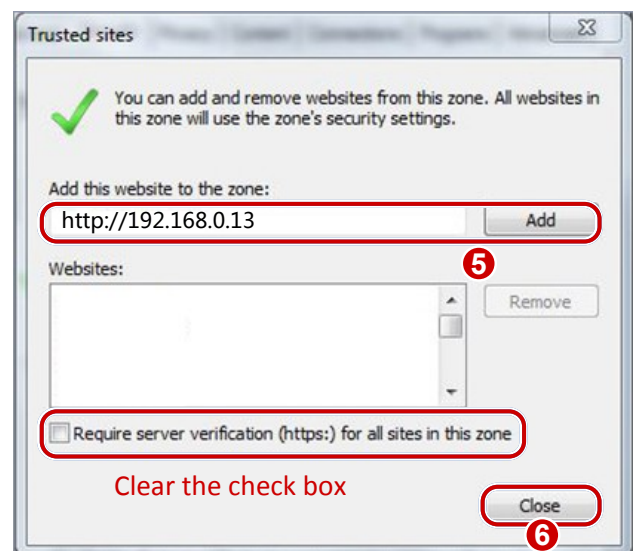 Trusted sites
You can add and remove websites from this zone. All websites in
this zone will use the zone's security settings.
Add this website to the zone:
http://192.168.0.13
Add
5
Websites:
Remove
Require server verification (https:) for all sites in this zone
Clear the check box
Close
6